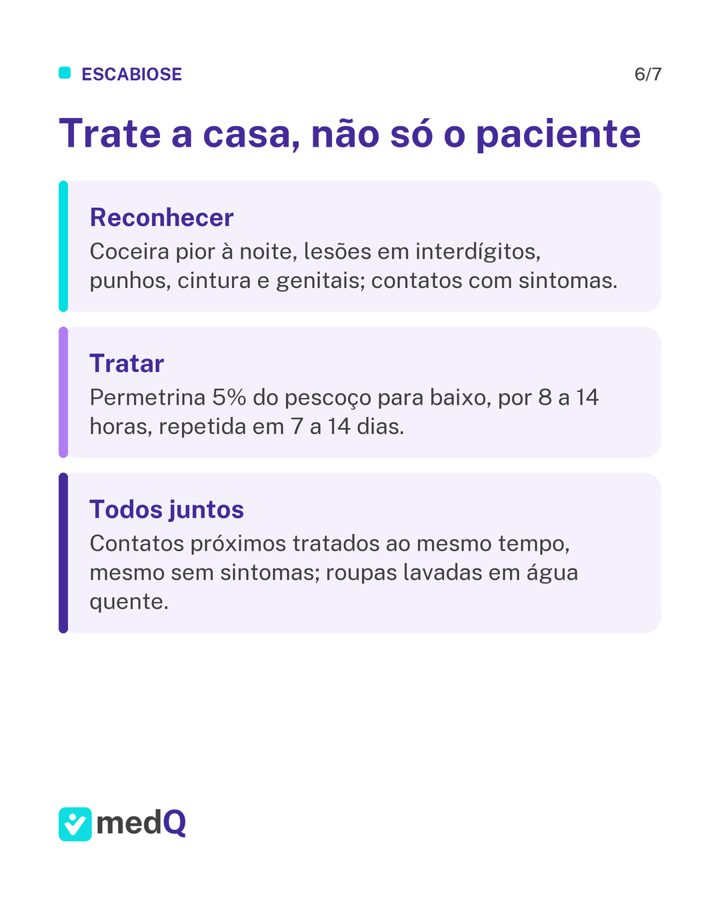 ESCABIOSE
6/7
Trate a casa, não só o paciente
Reconhecer
Coceira pior à noite, lesões em interdígitos,
punhos, cintura e genitais; contatos com sintomas.
Tratar
Permetrina 5% do pescoço para baixo, por 8 a 14
horas, repetida em 7 a 14 dias.
Todos juntos
Contatos próximos tratados ao mesmo tempo,
mesmo sem sintomas; roupas lavadas em água
quente.
medQ